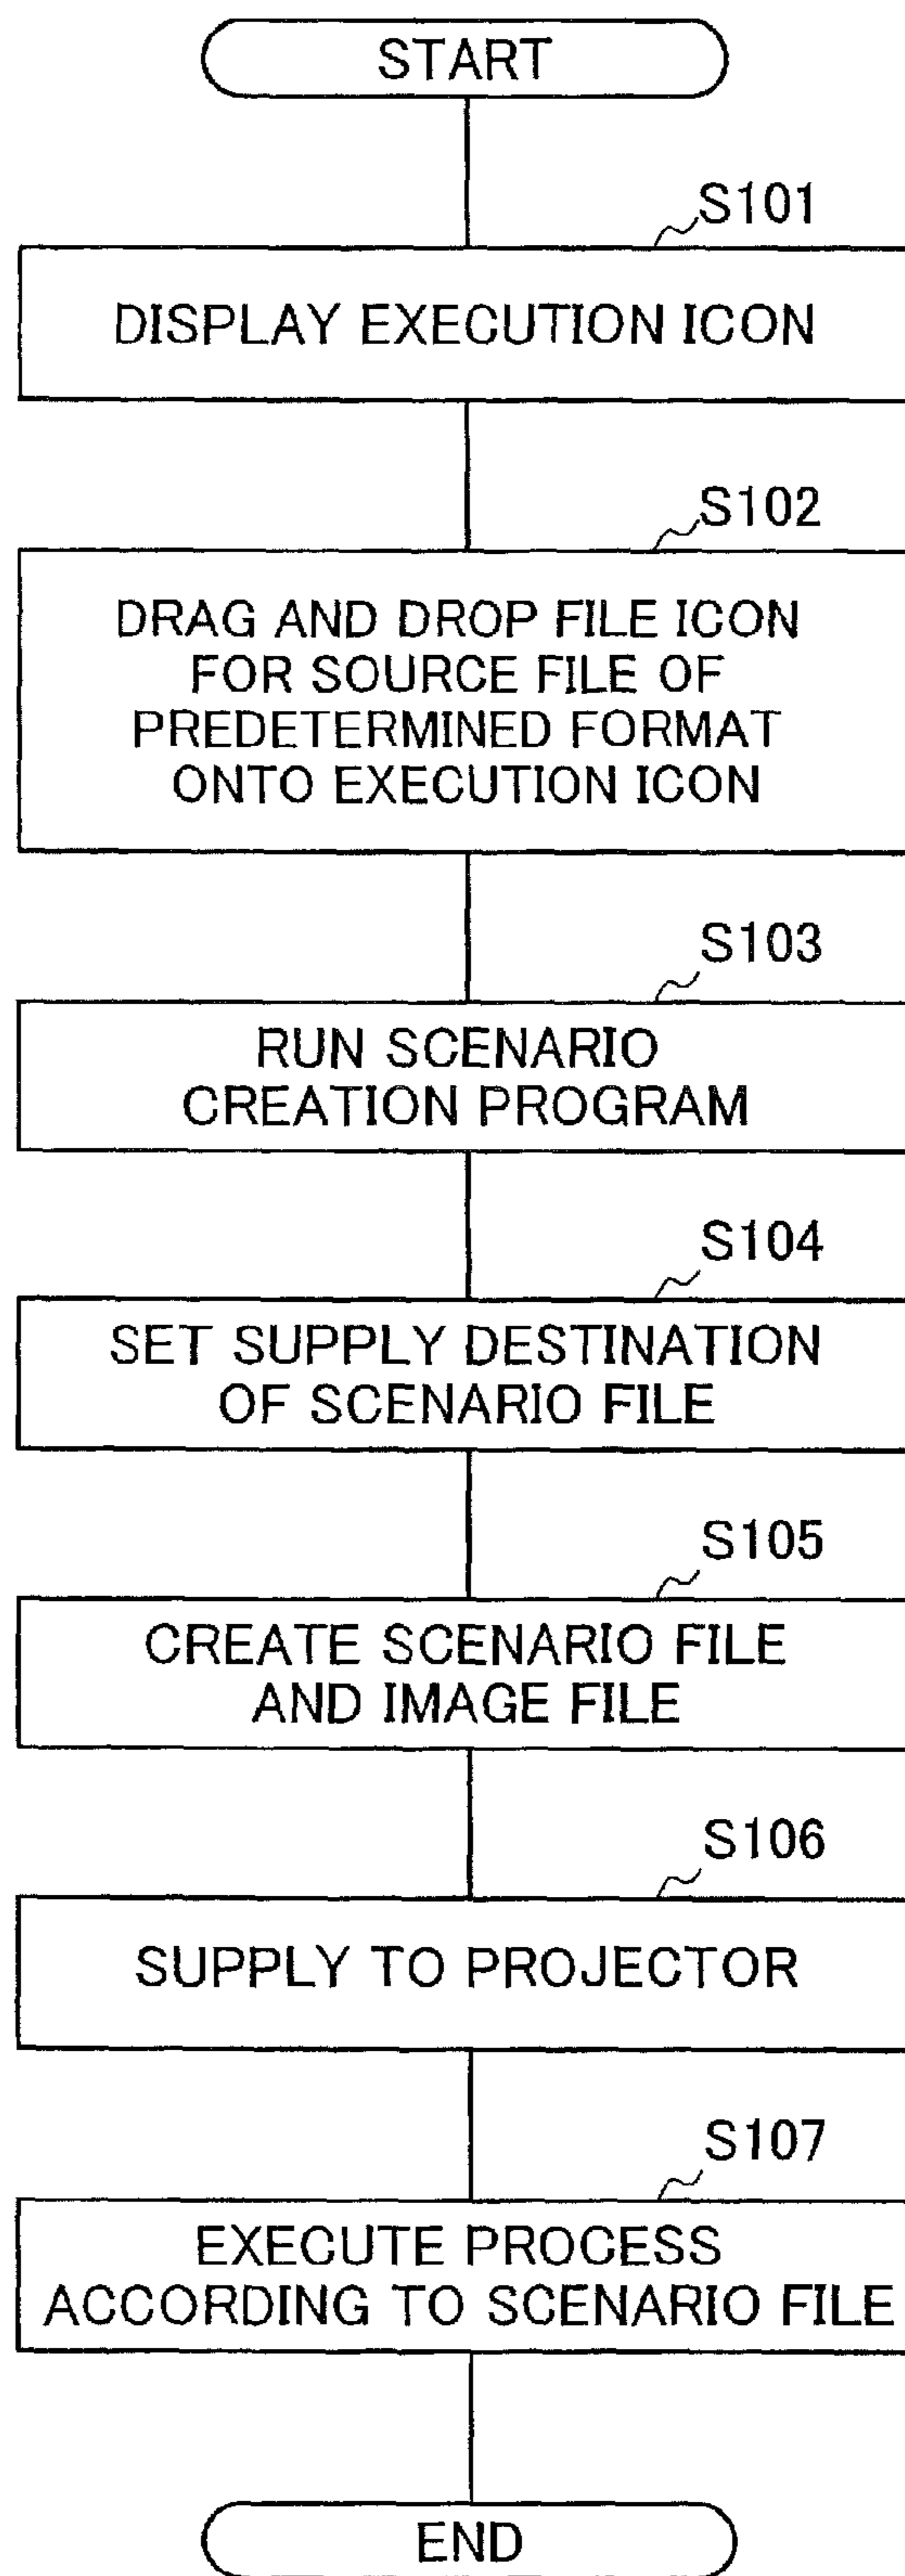 START
S101
DISPLAY EXECUTION ICON
S102
DRAG AND DROP FILE ICON
FOR SOURCE FILE OF
PREDETERMINED FORMAT
ONTO EXECUTION ICON
S103
RUN SCENARIO
CREATION PROGRAM
S104
SET SUPPLY DESTINATION
OF SCENARIO FILE
S105
CREATE SCENARIO FILE
AND IMAGE FILE
S106
SUPPLY TO PROJECTOR
S107
EXECUTE PROCESS
ACCORDING TO SCENARIO FILE
END